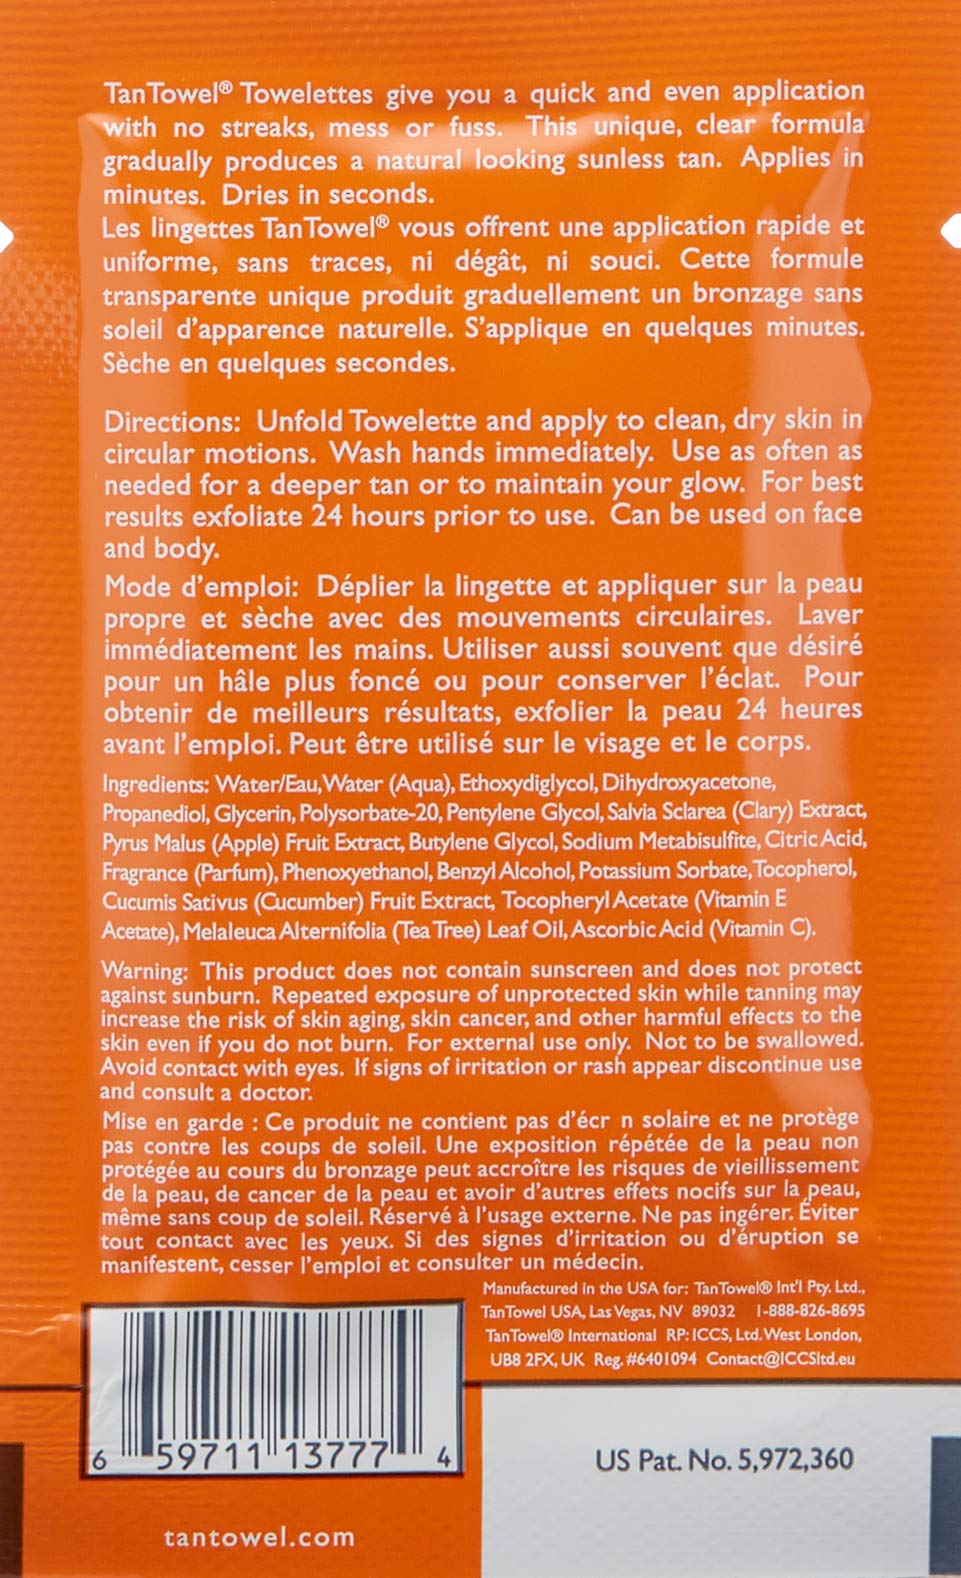 TanTowel® Towelettes give you a quick and even application
with no streaks, mess or fuss. This unique, clear formula
gradually produces a natural looking sunless tan. Applies in
minutes. Dries in seconds.
Les lingettes TanTowel® vous offrent une application rapide et
uniforme, sans traces, ni dégât, ni souci. Cette formule
transparente unique produit graduellement un bronzage sans
soleil d'apparence naturelle. S'applique en quelques minutes.
Sèche en quelques secondes.
Directions: Unfold Towelette and apply to clean, dry skin in
circular motions. Wash hands immediately. Use as often as
needed for a deeper tan or to maintain your glow. For best
results exfoliate 24 hours prior to use. Can be used on face
and body.
Mode d'emploi: Déplier la lingette et appliquer sur la peau
propre et sèche avec des mouvements circulaires. Laver
immédiatement les mains. Utiliser aussi souvent que désiré
pour un hâle plus foncé ou pour conserver l'éclat. Pour
obtenir de meilleurs résultats, exfolier la peau 24 heures
avant l'emploi. Peut être utilisé sur le visage et le corps.
Ingredients: Water/Eau, Water (Aqua), Ethoxydiglycol, Dihydroxyacetone,
Propanediol, Glycerin, Polysorbate-20, Pentylene Glycol, Salvia Sclarea (Clary) Extract,
Pyrus Malus (Apple) Fruit Extract, Butylene Glycol, Sodium Metabisulfite, Citric Acid,
Fragrance (Parfum), Phenoxyethanol, Benzyl Alcohol, Potassium Sorbate, Tocopherol,
Cucumis Sativus (Cucumber) Fruit Extract, Tocopheryl Acetate (Vitamin E
Acetate), Melaleuca Alternifolia (Tea Tree) Leaf Oil, Ascorbic Acid (Vitamin C).
Warning: This product does not contain sunscreen and does not protect
against sunburn. Repeated exposure of unprotected skin while tanning may
increase the risk of skin aging, skin cancer, and other harmful effects to the
skin even if you do not burn. For external use only. Not to be swallowed.
Avoid contact with eyes. If signs of irritation or rash appear discontinue use
and consult a doctor.
Mise en garde : Ce produit ne contient pas d'écr n solaire et ne protège
pas contre les coups de soleil. Une exposition répétée de la peau non
protégée au cours du bronzage peut accroître les risques de vieillissement
de la peau, de cancer de la peau et avoir d'autres effets nocifs sur la peau,
même sans coup de soleil. Réservé à l'usage externe. Ne pas ingérer. Éviter
tout contact avec les yeux. Si des signes d'irritation ou d'éruption se
manifestent, cesser l'emploi et consulter un médecin.
Manufactured in the USA for: TanTowel® Int'l Pty. Ltd.,
TanTowel USA, Las Vegas, NV 89032 1-888-826-8695
TanTowel® International RP: ICCS, Ltd. West London,
UB8 2FX, UK Reg. #6401094 Contact@ICCSltd.eu
6 59711 13777 4
US Pat. No. 5,972,360
tantowel.com